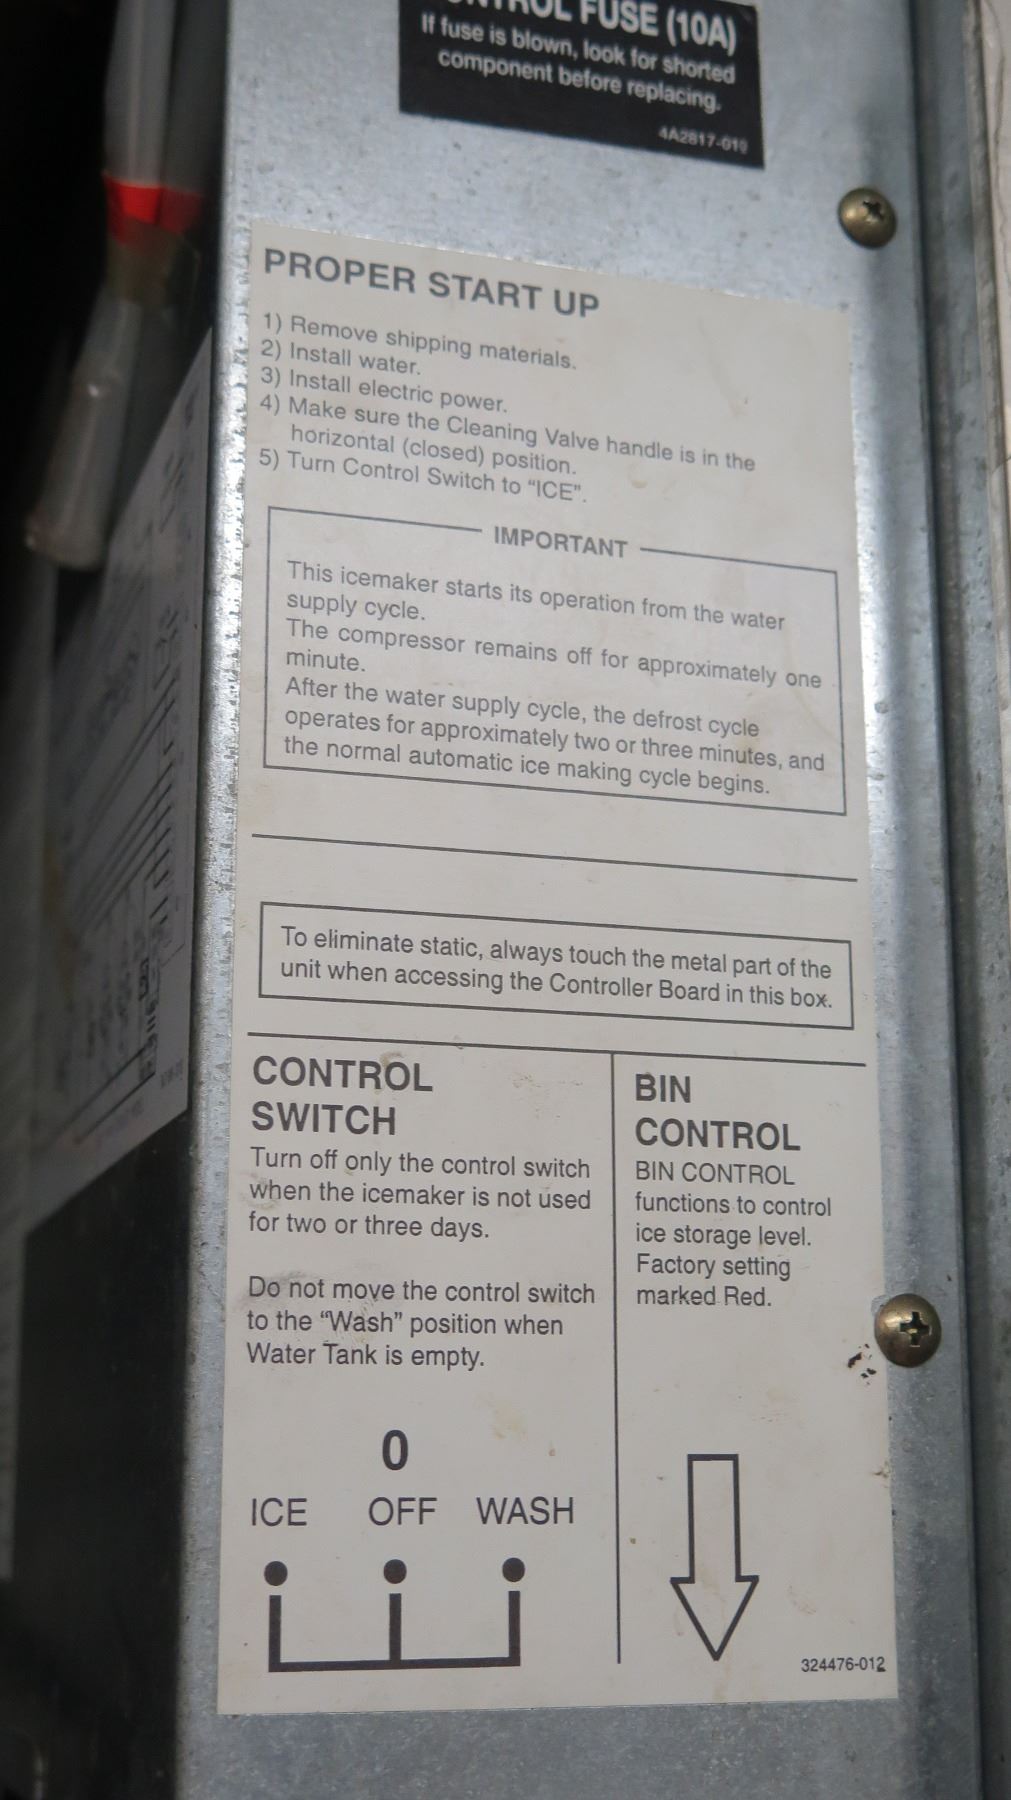 FUSE (10A)
If fuse is blown, look for shorted
component before replacing.
4A2817-010
PROPER START UP
1) Remove shipping materials.
2) Install water.
3) Install electric power.
4) Make sure the Cleaning Valve handle is in the
horizontal (closed) position.
5) Turn Control Switch to “ICE”.
IMPORTANT
This icemaker starts its operation from the water
supply cycle.
The compressor remains off for approximately one
minute.
After the water supply cycle, the defrost cycle
operates for approximately two or three minutes, and
the normal automatic ice making cycle begins.
To eliminate static, always touch the metal part of the
unit when accessing the Controller Board in this box.
CONTROL
SWITCH
Turn off only the control switch
when the icemaker is not used
for two or three days.
Do not move the control switch
to the “Wash” position when
Water Tank is empty.
0
ICE OFF WASH
BIN
CONTROL
BIN CONTROL
functions to control
ice storage level.
Factory setting
marked Red.
324476-012